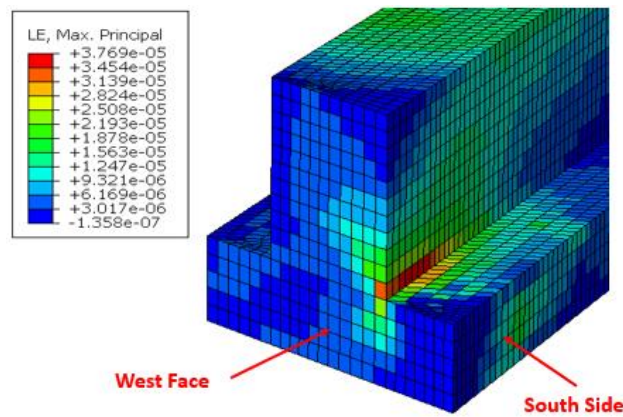 LE, Max. Principal
+3.769e-05
+3.454e-05
+3.139e-05
+2.824e-05
+2.508e-05
+2.193e-05
+1.878e-05
+1.563e-05
+1.247e-05
+9.321e-06
+6.169e-06
+3.017e-06
-1.358e-07
West Face
South Side